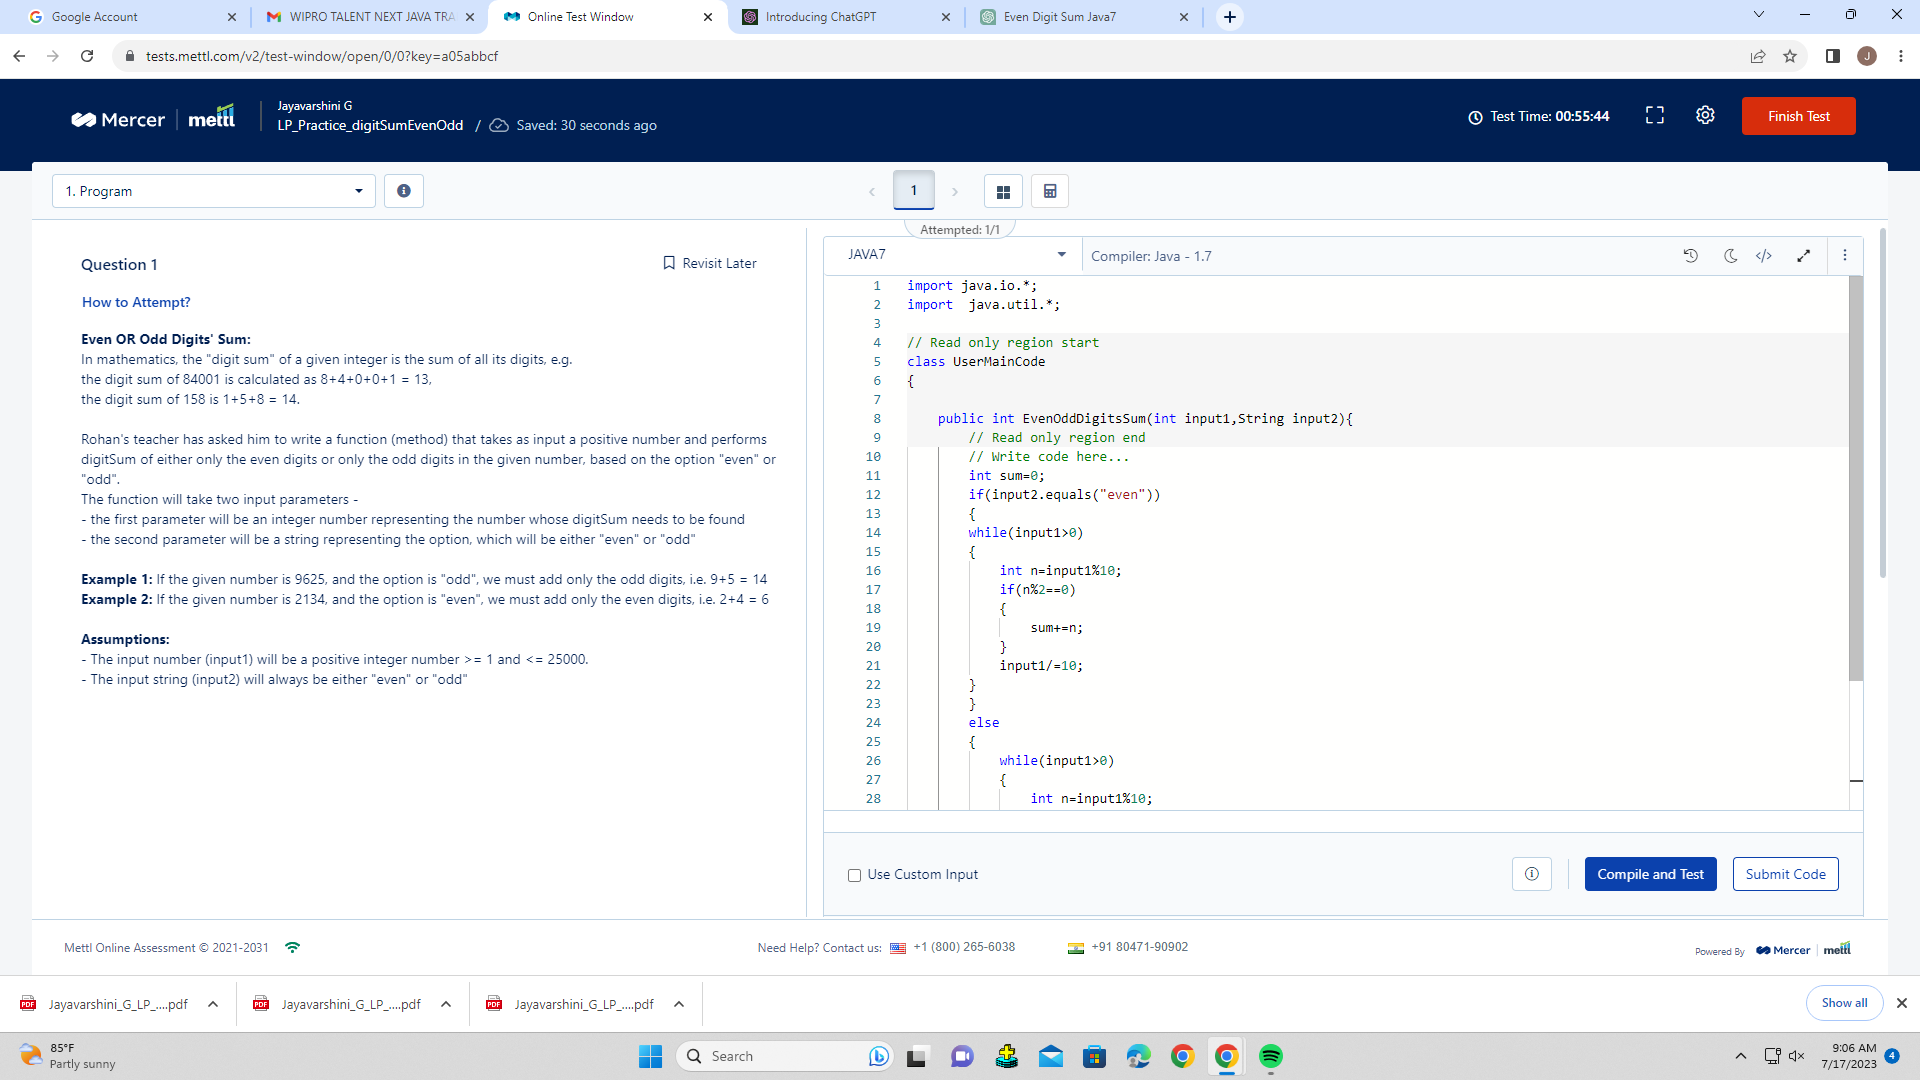 Google Account
WIPRO TALENT NEXT JAVA TRA
Online Test Window
Introducing ChatGPT
Even Digit Sum Java7
tests.mettl.com/v2/test-window/open/0/0?key=a05abbcf
J
Mercer | mettl
Jayavarshini G
LP_Practice_digitSumEvenOdd / Saved: 30 seconds ago
Test Time: 00:55:44
Finish Test
1. Program
1
Attempted: 1/1
Question 1
Revisit Later
How to Attempt?
Even OR Odd Digits' Sum:
In mathematics, the "digit sum" of a given integer is the sum of all its digits, e.g.
the digit sum of 84001 is calculated as 8+4+0+0+1 = 13,
the digit sum of 158 is 1+5+8 = 14.
Rohan's teacher has asked him to write a function (method) that takes as input a positive number and performs
digitSum of either only the even digits or only the odd digits in the given number, based on the option "even" or
"odd".
The function will take two input parameters -
- the first parameter will be an integer number representing the number whose digitSum needs to be found
- the second parameter will be a string representing the option, which will be either "even" or "odd"
Example 1: If the given number is 9625, and the option is "odd", we must add only the odd digits, i.e. 9+5 = 14
Example 2: If the given number is 2134, and the option is "even", we must add only the even digits, i.e. 2+4 = 6
Assumptions:
- The input number (input1) will be a positive integer number >= 1 and <= 25000.
- The input string (input2) will always be either "even" or "odd"
JAVA7
Compiler: Java - 1.7
1 import java.io.*;
2 import  java.util.*;
3
4 // Read only region start
5 class UserMainCode
6 {
7
8     public int EvenOddDigitsSum(int input1,String input2){
9         // Read only region end
10         // Write code here...
11         int sum=0;
12         if(input2.equals("even"))
13         {
14         while(input1>0)
15         {
16             int n=input1%10;
17             if(n%2==0)
18             {
19                 sum+=n;
20             }
21             input1/=10;
22         }
23         }
24         else
25         {
26             while(input1>0)
27             {
28                 int n=input1%10;
Use Custom Input
Compile and Test
Submit Code
Mettl Online Assessment © 2021-2031
Need Help? Contact us: +1 (800) 265-6038
+91 80471-90902
Powered By Mercer | mettl
Jayavarshini_G_LP_....pdf
Jayavarshini_G_LP_....pdf
Jayavarshini_G_LP_....pdf
Show all
85°F
Partly sunny
Search
9:06 AM
7/17/2023
4